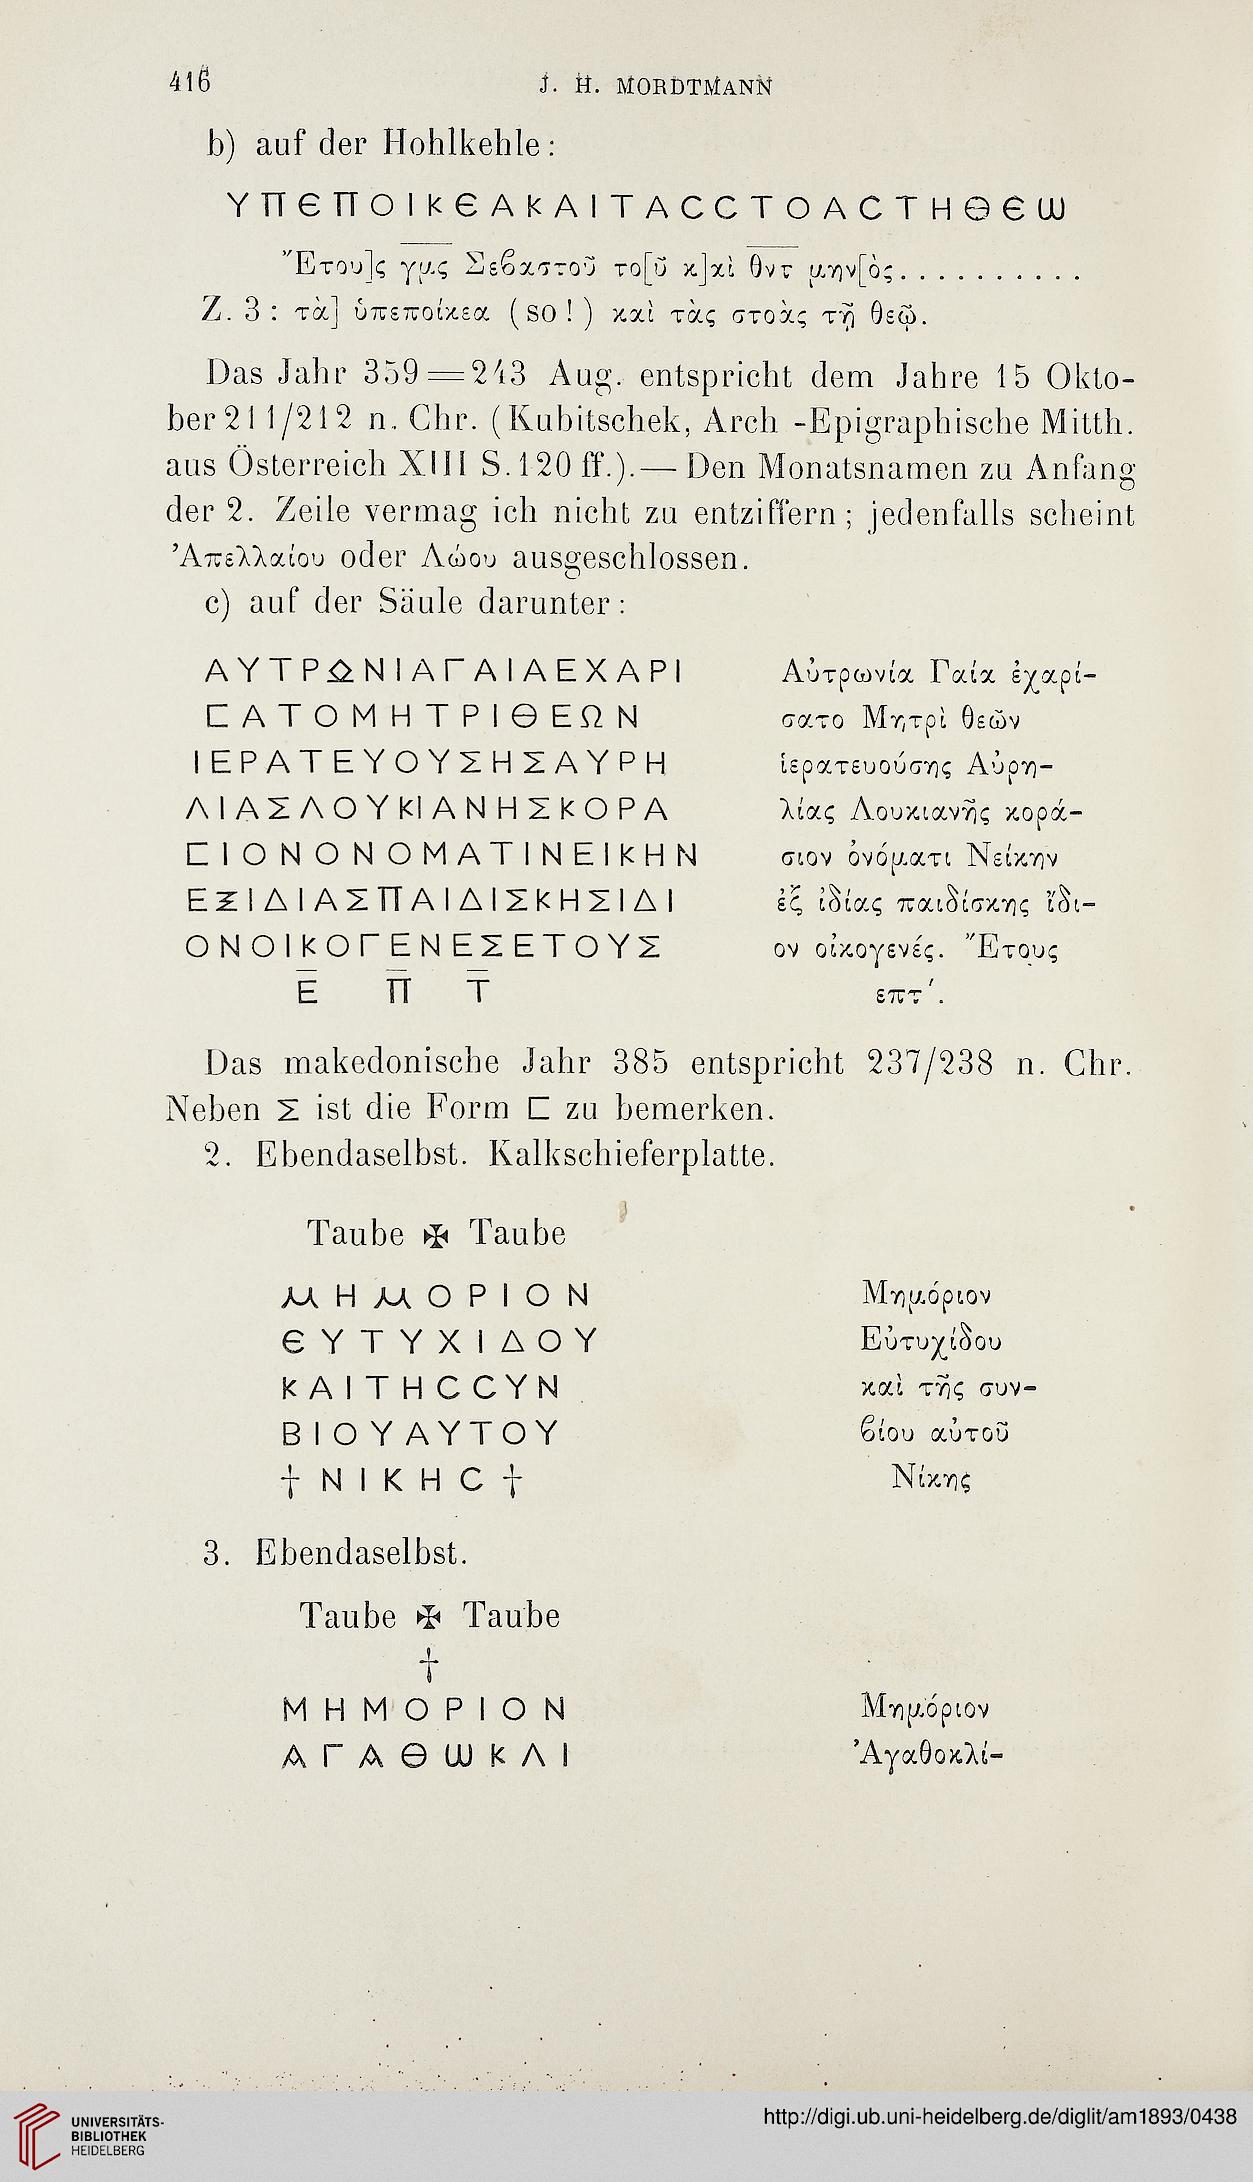 416 J. H. MORDTMANN
b) auf der Hohlkehle:
ΥΠЄΠΟΙΚЄΑΚΑΙΤΑϹϹΤΟΑϹΤΗΘЄω
Ἔτου]ς γμς Σεβαστοῦ το[ῦ κ]αὶ θντ μην[ὸς..........
Z. 3: τὰ] ὑπεποίκεα (so!) καὶ τὰς στοὰς τῇ θεῷ.
Das Jahr 359 = 243 Aug. entspricht dem Jahre 15 Okto-
ber 211/212 n. Chr. (Kubitschek, Arch -Epigraphische Mitth.
aus Österreich XIII S. 120 ff.).— Den Monatsnamen zu Anfang
der 2. Zeile vermag ich nicht zu entziffern; jedenfalls scheint
Ἀπελλαίου oder Λώου ausgeschlossen.
c) auf der Säule darunter:
ΑΥΤΡΩΝΙΑΓΑΙΑΕΧΑΡΙ Αὐτρωνία Γαία ἐχαρί-
⊏ΑΤΟΜΗΤΡΙΘΕΩΝ σατο Μητρὶ θεῶν
ΙΕΡΑΤΕΥΟΥΣΗΣΑΥΡΗ ἱερατευούσης Αὐρη-
ΛΙΑΣΛΟΥΚΙΑΝΗΣΚΟΡΑ λίας Λουκιανῆς κορά-
⊏ΙΟΝΟΝΟΜΑΤΙΝΕΙΚΗΝ σιον ὀνόματι Νείκην
ΕΞΙΔΙΑΣΠΑΙΔΙΣΚΗΣΙΔΙ ἐξ ἰδίας παιδίσκης ἴδι-
ΟΝΟΙΚΟΓΕΝΕΣΕΤΟΥΣ ον οἰκογενές. Ἔτους
Ε Π Τ επτ´.
Das makedonische Jahr 385 entspricht 237/238 n. Chr.
Neben Σ ist die Form ⊏ zu bemerken.
2. Ebendaselbst. Kalkschieferplatte.
Taube ✠ Taube
ΜΗΜΟΡΙΟΝ Μημόριον
ЄΥΤΥΧΙΔΟΥ Εὐτυχίδου
ΚΑΙΤΗϹϹΥΝ καὶ τῆς συν-
ΒΙΟΥΑΥΤΟΥ βίου αὐτοῦ
† ΝΙΚΗϹ † Νίκης
3. Ebendaselbst.
Taube ✠ Taube
†
ΜΗΜΟΡΙΟΝ Μημόριον
ΑΓΑΘωΚΛΙ Ἀγαθοκλί-
UNIVERSITÄTS-
BIBLIOTHEK
HEIDELBERG
http://digi.ub.uni-heidelberg.de/diglit/am1893/0438